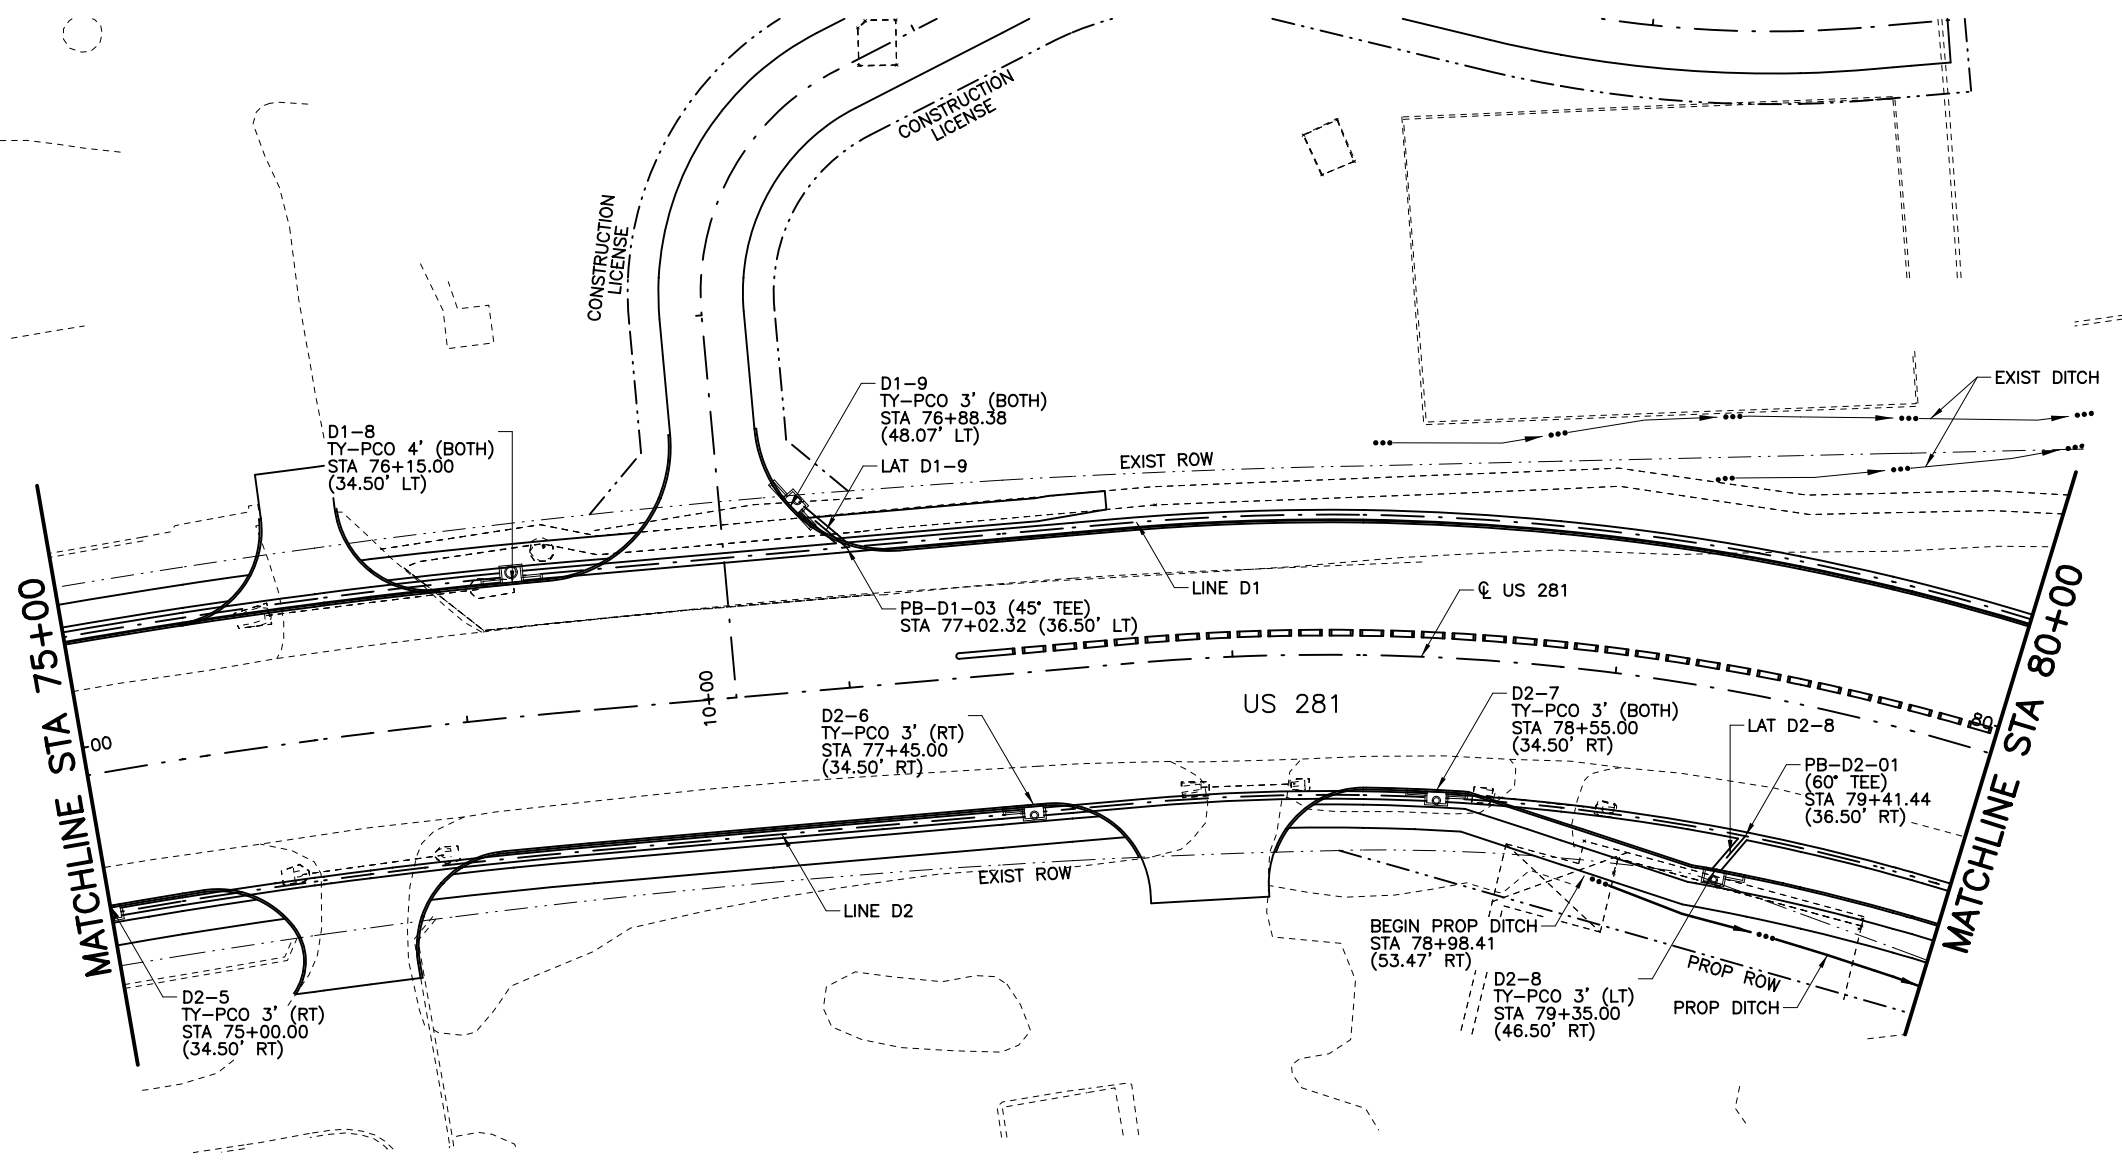 CONSTRUCTION
LICENSE
CONSTRUCTION
LICENSE
D1-9
TY-PCO 3' (BOTH)
STA 76+88.38
(48.07' LT)
LAT D1-9
EXIST DITCH
D1-8
TY-PCO 4' (BOTH)
STA 76+15.00
(34.50' LT)
EXIST ROW
LINE D1
℄ US 281
PB-D1-03 (45° TEE)
STA 77+02.32 (36.50' LT)
MATCHLINE STA 75+00
00
10+00
US 281
D2-6
TY-PCO 3' (RT)
STA 77+45.00
(34.50' RT)
D2-7
TY-PCO 3' (BOTH)
STA 78+55.00
(34.50' RT)
LAT D2-8
80
PB-D2-01
(60° TEE)
STA 79+41.44
(36.50' RT)
MATCHLINE STA 80+00
EXIST ROW
LINE D2
BEGIN PROP DITCH
STA 78+98.41
(53.47' RT)
D2-8
TY-PCO 3' (LT)
STA 79+35.00
(46.50' RT)
PROP ROW
PROP DITCH
D2-5
TY-PCO 3' (RT)
STA 75+00.00
(34.50' RT)